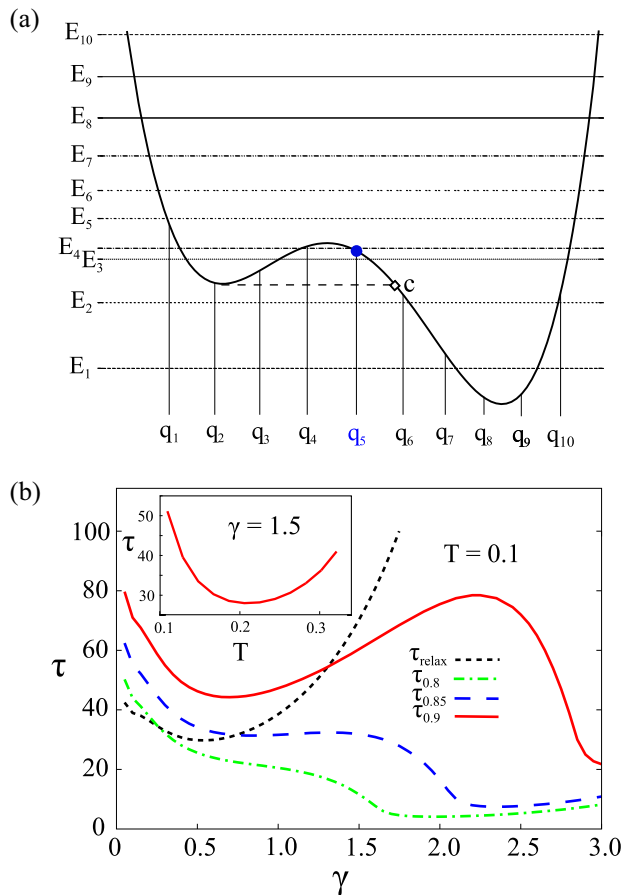 (a)
E₁₀
E₉
E₈
E₇
E₆
E₅
E₄E₃
c
E₂
E₁
q₁ q₂ q₃ q₄ q₅ q₆ q₇ q₈ q₉ q₁₀
(b)
100
80
60
40
20
0
τ
50
40
30
τ
γ = 1.5
0.1 0.2 0.3
T
T = 0.1
τrelax
τ0.8
τ0.85
τ0.9
0 0.5 1.0 1.5 2.0 2.5 3.0
γ